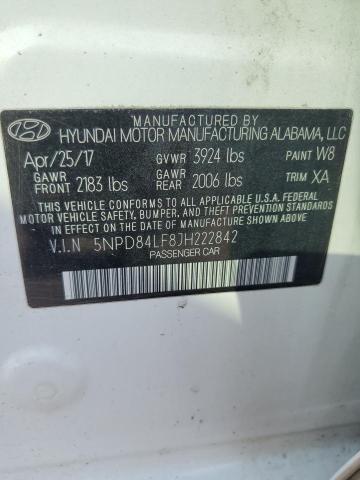 MANUFACTURED BY
HYUNDAI MOTOR MANUFACTURING ALABAMA, LLC
Apr/25/17 GVWR 3924 lbs PAINT W8
GAWR FRONT 2183 lbs GAWR REAR 2006 lbs TRIM XA
THIS VEHICLE CONFORMS TO ALL APPLICABLE FEDERAL
MOTOR VEHICLE SAFETY, BUMPER, & THEFT PREVENTION STANDARDS
IN EFFECT ON THE DATE OF MANUFACTURE SHOWN ABOVE.
V.I.N 5NPD84LF8JH222842
PASSENGER CAR